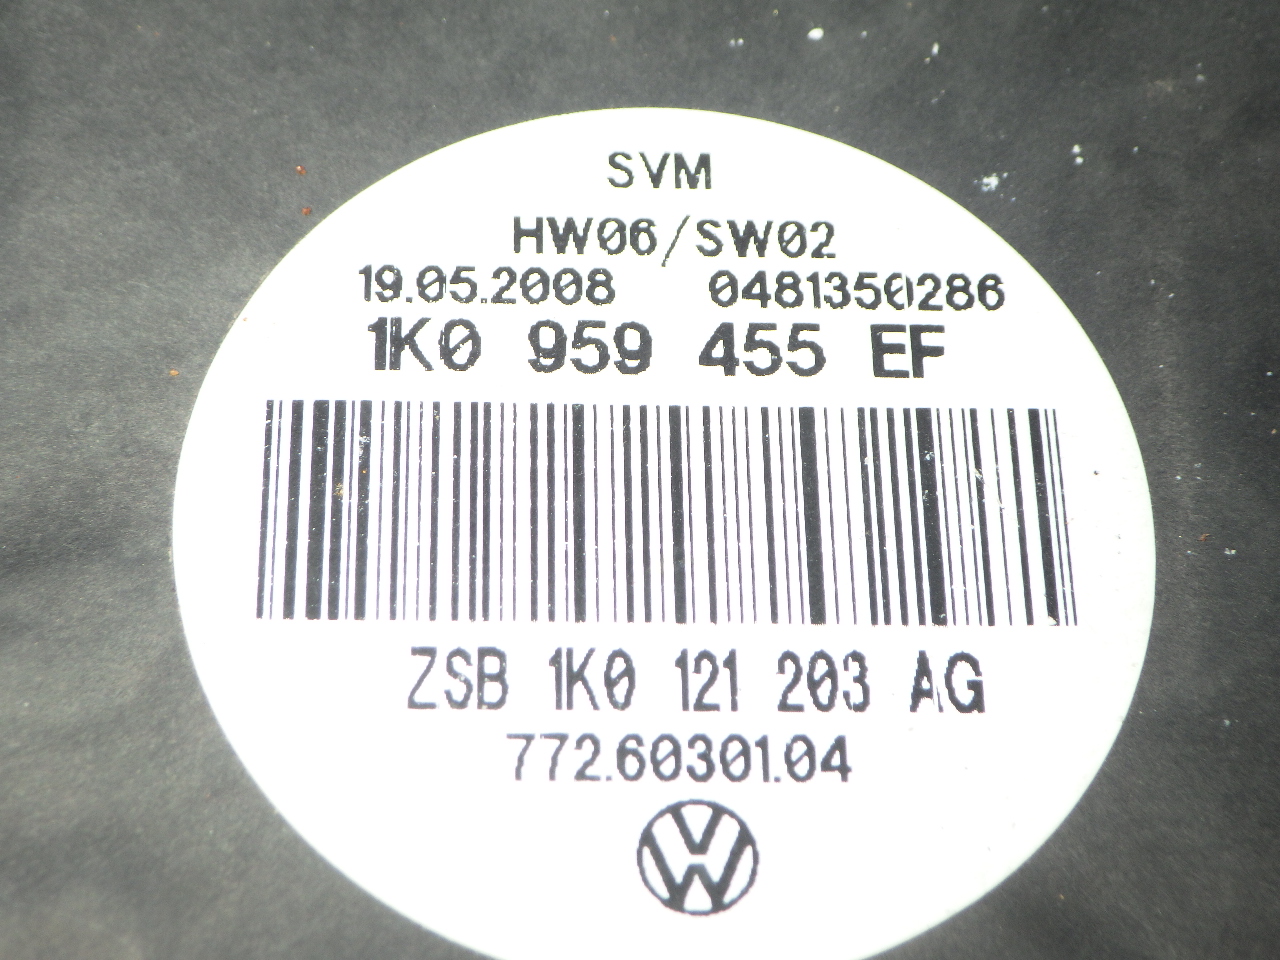 SVM
HW06/SW02
19.05.2008 0481350286
1K0 959 455 EF
ZSB 1K0 121 203 AG
772.60301.04